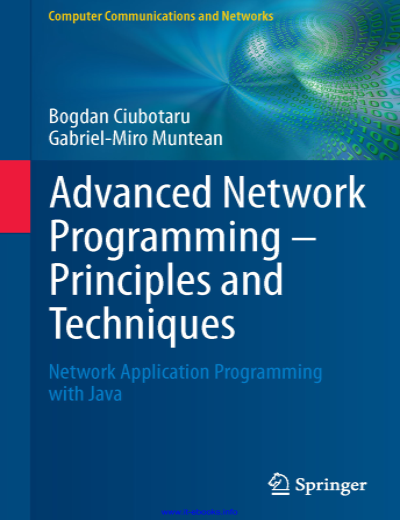 Computer Communications and Networks
Bogdan Ciubotaru
Gabriel-Miro Muntean
Advanced Network
Programming –
Principles and
Techniques
Network Application Programming
with Java
Springer
www.it-ebooks.info